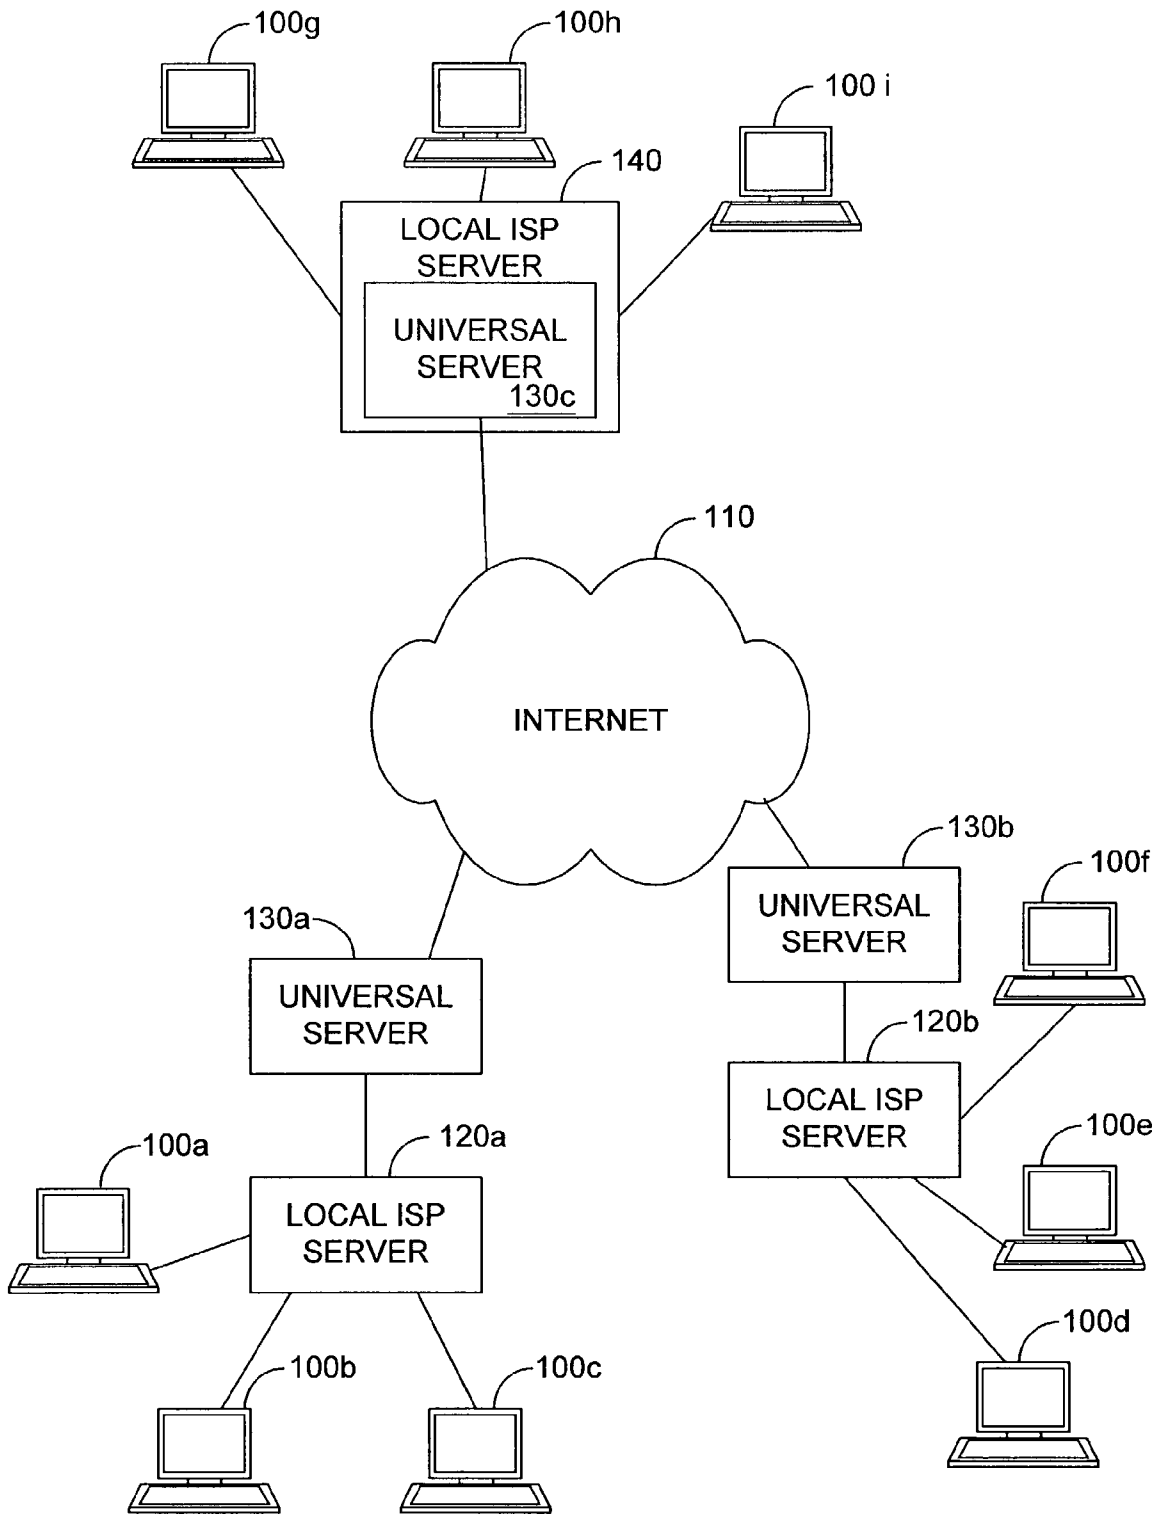 100g
100h
100 i
140
LOCAL ISP
SERVER
UNIVERSAL
SERVER
130c
110
INTERNET
130b
100f
UNIVERSAL
SERVER
130a
UNIVERSAL
SERVER
120b
LOCAL ISP
SERVER
100e
100a
120a
LOCAL ISP
SERVER
100d
100b
100c